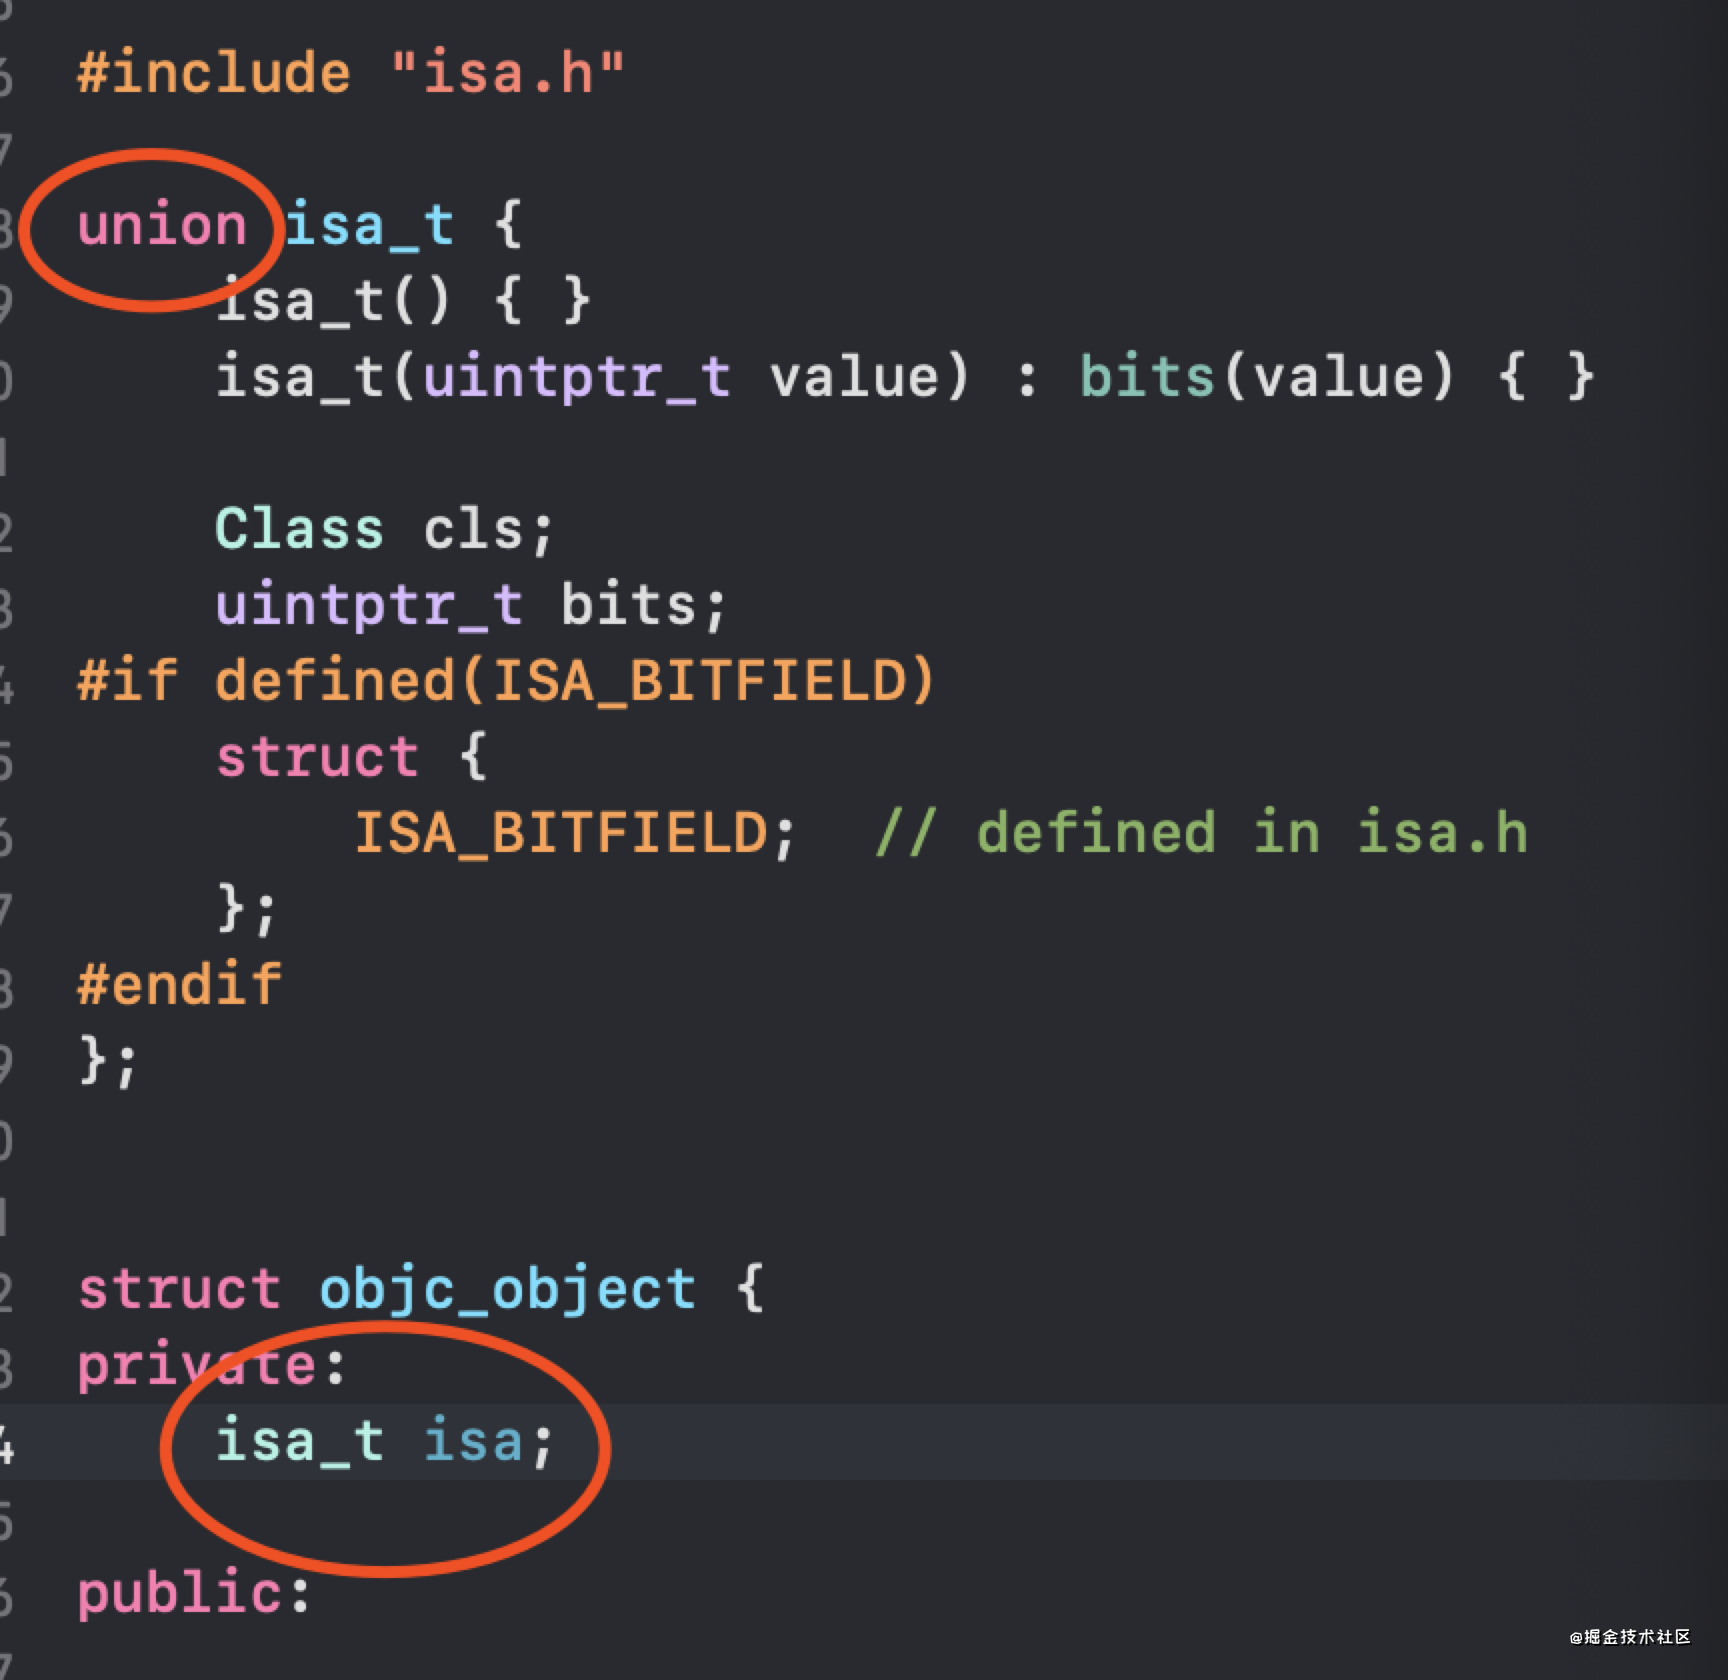 #include "isa.h"
union isa_t {
    isa_t() { }
    isa_t(uintptr_t value) : bits(value) { }
    Class cls;
    uintptr_t bits;
#if defined(ISA_BITFIELD)
    struct {
        ISA_BITFIELD;  // defined in isa.h
    };
#endif
};
struct objc_object {
private:
    isa_t isa;
public:
@掘金技术社区